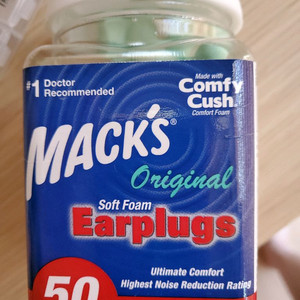 #1 Doctor
Recommended
Made with
Comfy
Cush
Comfort Foam
MACK'S®
Original
Soft Foam
Earplugs
Ultimate Comfort
Highest Noise Reduction Rating
50